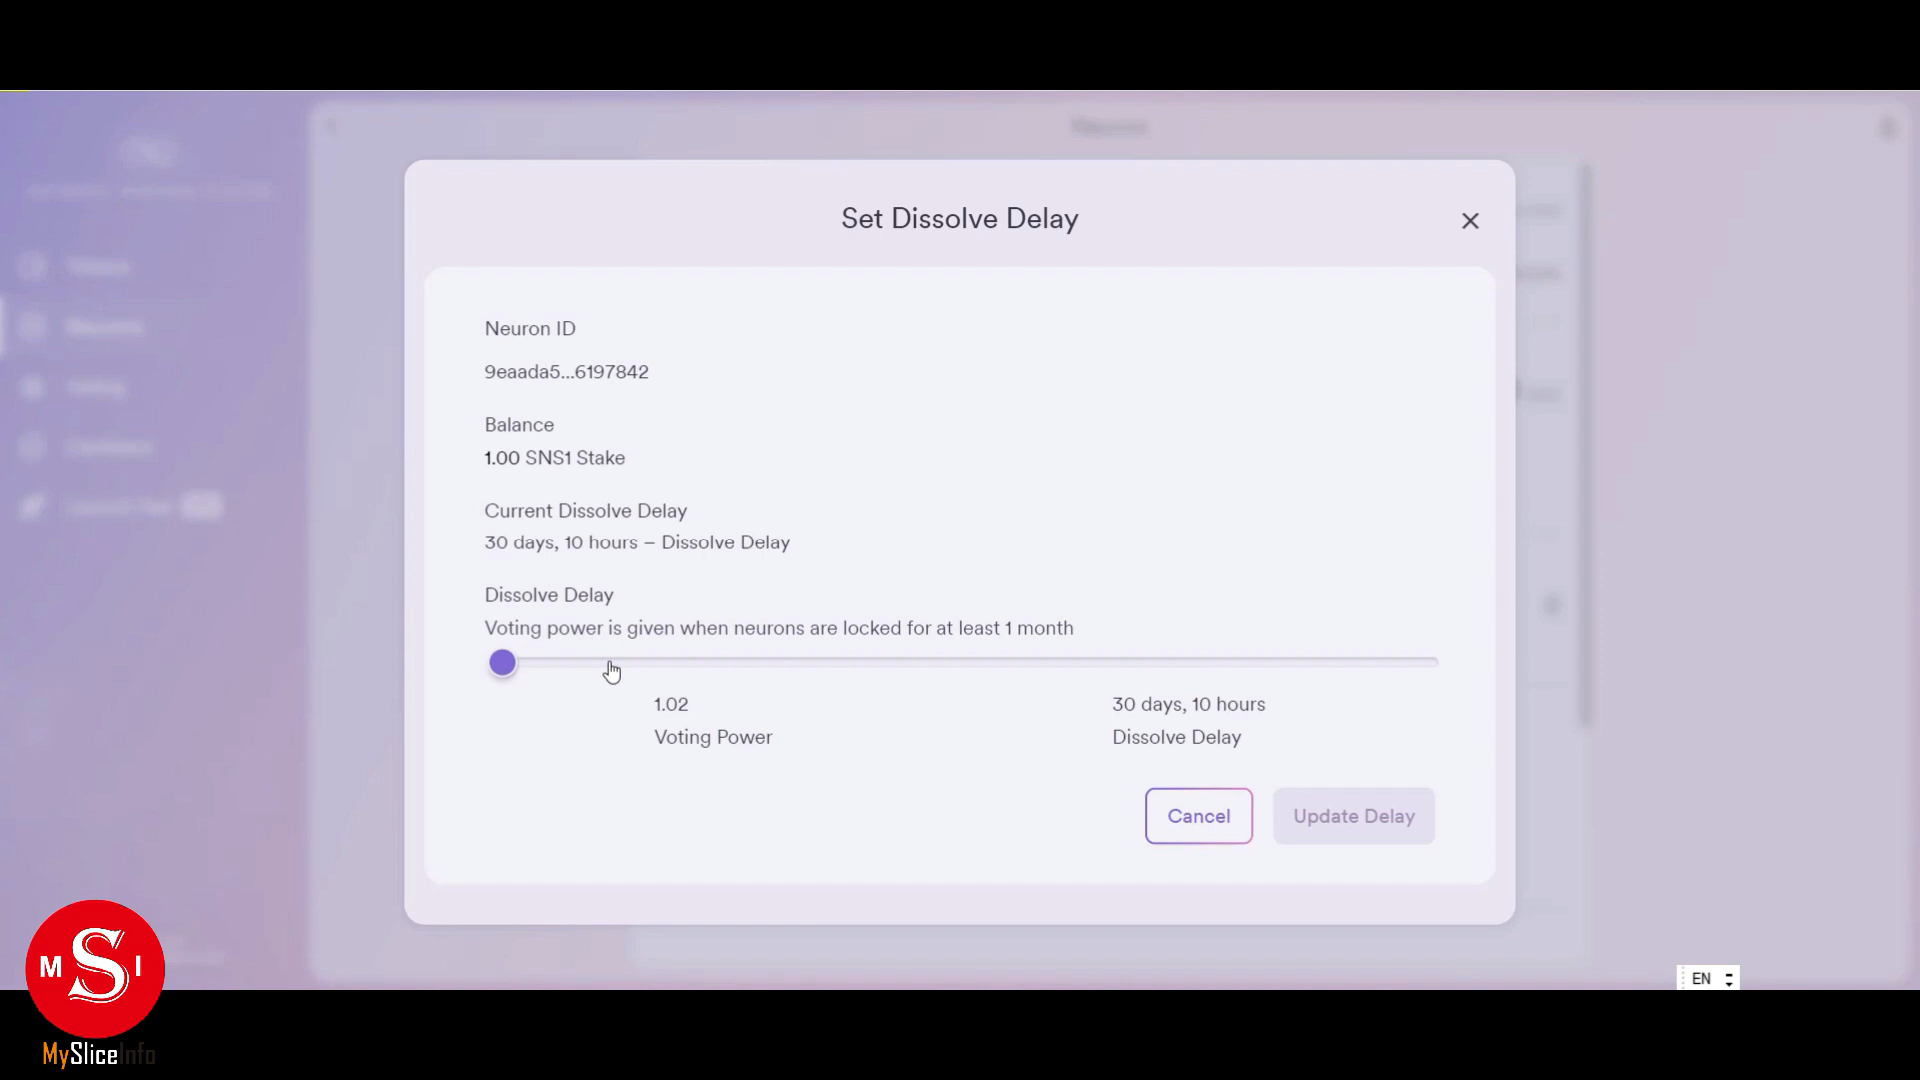 Set Dissolve Delay
Neuron ID
9eaada5...6197842
Balance
1.00 SNS1 Stake
Current Dissolve Delay
30 days, 10 hours – Dissolve Delay
Dissolve Delay
Voting power is given when neurons are locked for at least 1 month
1.02
30 days, 10 hours
Voting Power
Dissolve Delay
Cancel
Update Delay
M S I
MySliceInfo
EN